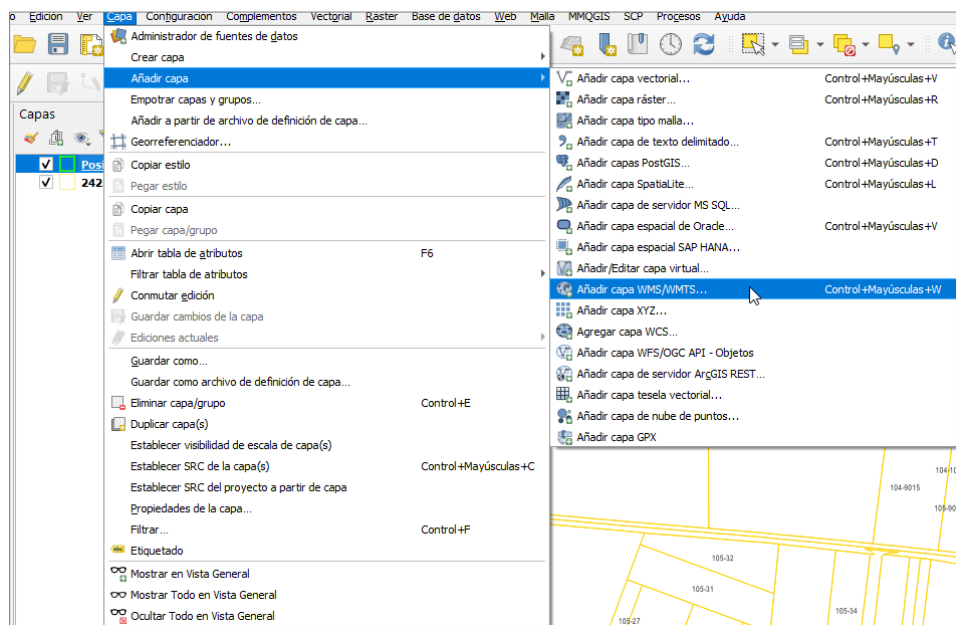 o Edición Ver Capa Configuración Complementos Vectorial Raster Base de datos Web Malla MMQGIS SCP Procesos Ayuda
Administrador de fuentes de datos
Crear capa
Añadir capa
Empotrar capas y grupos...
Añadir a partir de archivo de definición de capa...
Georreferenciador...
Copiar estilo
Pegar estilo
Copiar capa
Pegar capa/grupo
Abrir tabla de atributos F6
Filtrar tabla de atributos
Conmutar edición
Guardar cambios de la capa
Ediciones actuales
Guardar como...
Guardar como archivo de definición de capa...
Eliminar capa/grupo Control+E
Duplicar capa(s)
Establecer visibilidad de escala de capa(s)
Establecer SRC de la capa(s) Control+Mayúsculas+C
Establecer SRC del proyecto a partir de capa
Propiedades de la capa...
Filtrar... Control+F
abc Etiquetado
Mostrar en Vista General
Mostrar Todo en Vista General
Ocultar Todo en Vista General
Añadir capa vectorial... Control+Mayúsculas+V
Añadir capa ráster... Control+Mayúsculas+R
Añadir capa tipo malla...
Añadir capa de texto delimitado... Control+Mayúsculas+T
Añadir capas PostGIS... Control+Mayúsculas+D
Añadir capa SpatiaLite... Control+Mayúsculas+L
Añadir capa de servidor MS SQL...
Añadir capa espacial de Oracle... Control+Mayúsculas+V
Añadir capa espacial SAP HANA...
Añadir/Editar capa virtual...
Añadir capa WMS/WMTS... Control+Mayúsculas+W
Añadir capa XYZ...
Agregar capa WCS...
Añadir capa WFS/OGC API - Objetos
Añadir capa de servidor ArcGIS REST...
Añadir capa tesela vectorial...
Añadir capa de nube de puntos...
Añadir capa GPX
Capas
Posi
242
104-10
104-9015
105-90
105-32
105-31
105-34
105-27